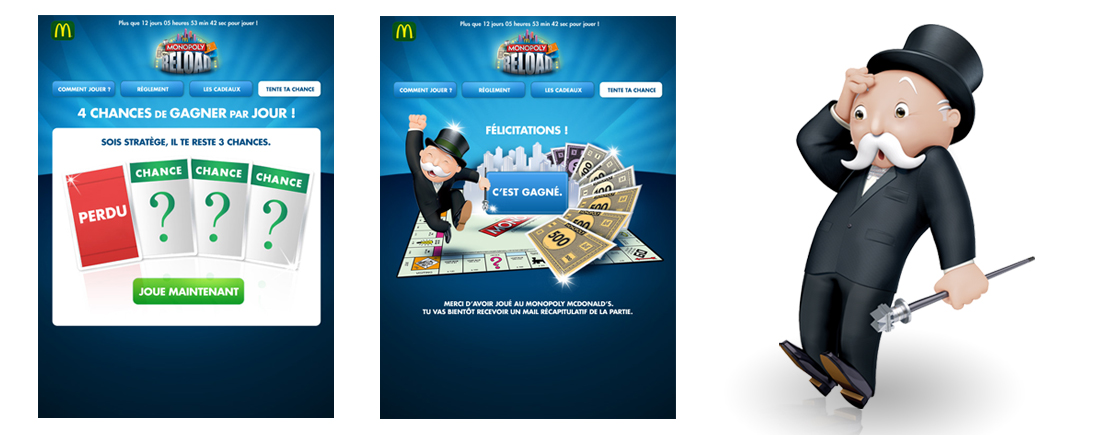 Plus que 12 jours 05 heures 53 min 42 sec pour jouer !
MONOPOLY
RELOAD
COMMENT JOUER ?
RÈGLEMENT
LES CADEAUX
TENTE TA CHANCE
4 CHANCES DE GAGNER PAR JOUR !
SOIS STRATÈGE, IL TE RESTE 3 CHANCES.
PERDU
CHANCE
?
CHANCE
?
CHANCE
?
JOUE MAINTENANT
Plus que 12 jours 05 heures 53 min 42 sec pour jouer !
MONOPOLY
RELOAD
COMMENT JOUER ?
RÈGLEMENT
LES CADEAUX
TENTE TA CHANCE
FÉLICITATIONS !
C'EST GAGNÉ.
500
500
MERCI D'AVOIR JOUÉ AU MONOPOLY MCDONALD'S.
TU VAS BIENTÔT RECEVOIR UN MAIL RÉCAPITULATIF DE LA PARTIE.